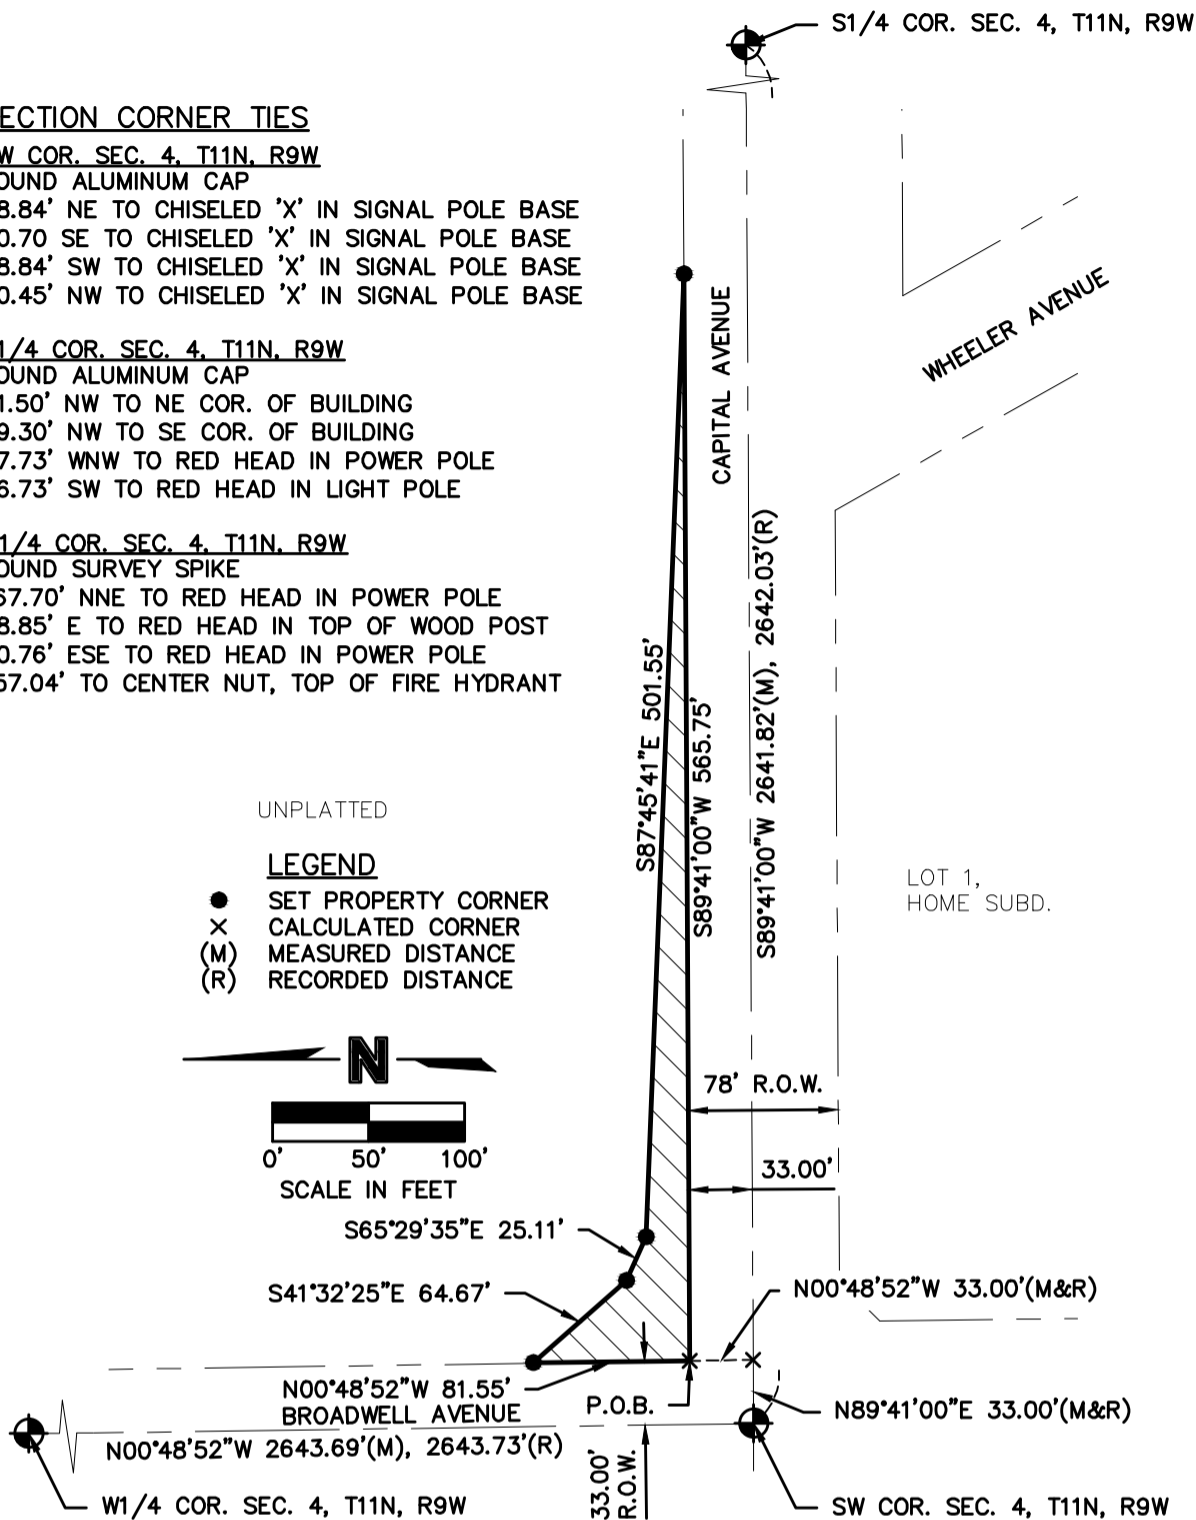 S1/4 COR. SEC. 4, T11N, R9W
ECTION CORNER TIES
W COR. SEC. 4, T11N, R9W
OUND ALUMINUM CAP
8.84' NE TO CHISELED 'X' IN SIGNAL POLE BASE
0.70 SE TO CHISELED 'X' IN SIGNAL POLE BASE
8.84' SW TO CHISELED 'X' IN SIGNAL POLE BASE
0.45' NW TO CHISELED 'X' IN SIGNAL POLE BASE
1/4 COR. SEC. 4, T11N, R9W
OUND ALUMINUM CAP
1.50' NW TO NE COR. OF BUILDING
9.30' NW TO SE COR. OF BUILDING
7.73' WNW TO RED HEAD IN POWER POLE
6.73' SW TO RED HEAD IN LIGHT POLE
1/4 COR. SEC. 4, T11N, R9W
OUND SURVEY SPIKE
67.70' NNE TO RED HEAD IN POWER POLE
8.85' E TO RED HEAD IN TOP OF WOOD POST
0.76' ESE TO RED HEAD IN POWER POLE
57.04' TO CENTER NUT, TOP OF FIRE HYDRANT
CAPITAL AVENUE
WHEELER AVENUE
S87°45'41"E 501.55'
S89°41'00"W 565.75'
S89°41'00"W 2641.82'(M), 2642.03'(R)
UNPLATTED
LEGEND
SET PROPERTY CORNER
× CALCULATED CORNER
(M) MEASURED DISTANCE
(R) RECORDED DISTANCE
LOT 1,
HOME SUBD.
N
0' 50' 100'
SCALE IN FEET
78' R.O.W.
33.00'
S65°29'35"E 25.11'
S41°32'25"E 64.67'
N00°48'52"W 33.00'(M&R)
N00°48'52"W 81.55'
BROADWELL AVENUE
P.O.B.
N89°41'00"E 33.00'(M&R)
N00°48'52"W 2643.69'(M), 2643.73'(R)
33.00'
R.O.W.
W1/4 COR. SEC. 4, T11N, R9W
SW COR. SEC. 4, T11N, R9W